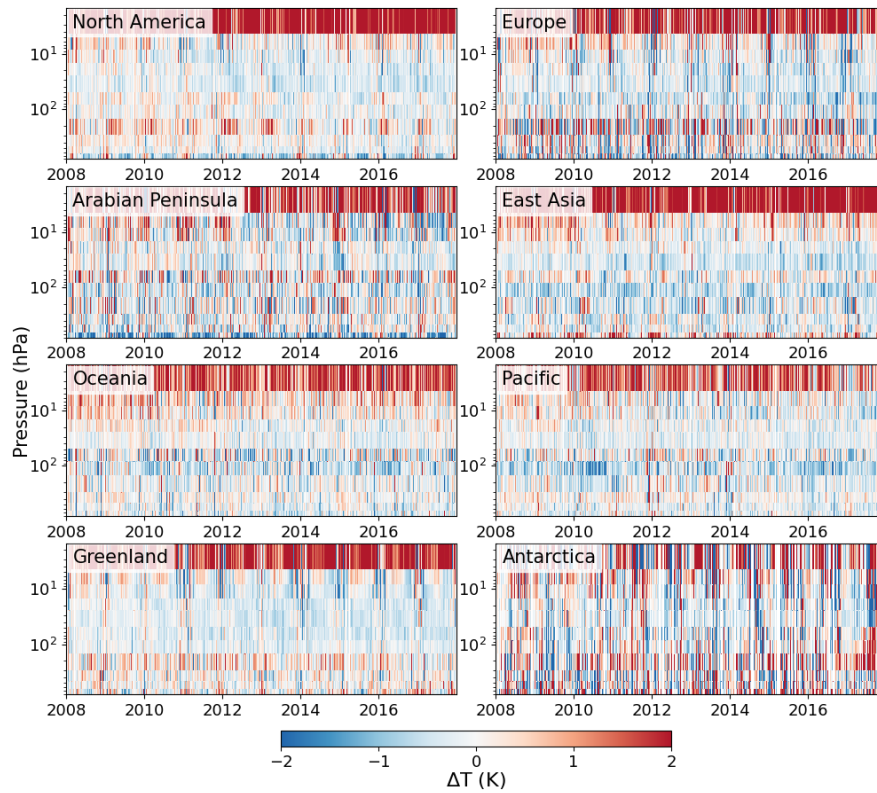 North America
Europe
10¹
10²
2008 2010 2012 2014 2016
10¹
10²
2008 2010 2012 2014 2016
Arabian Peninsula
East Asia
10¹
10²
2008 2010 2012 2014 2016
10¹
10²
2008 2010 2012 2014 2016
Pressure (hPa)
Oceania
Pacific
10¹
10²
2008 2010 2012 2014 2016
10¹
10²
2008 2010 2012 2014 2016
Greenland
Antarctica
10¹
10²
2008 2010 2012 2014 2016
10¹
10²
2008 2010 2012 2014 2016
−2 −1 0 1 2
ΔT (K)